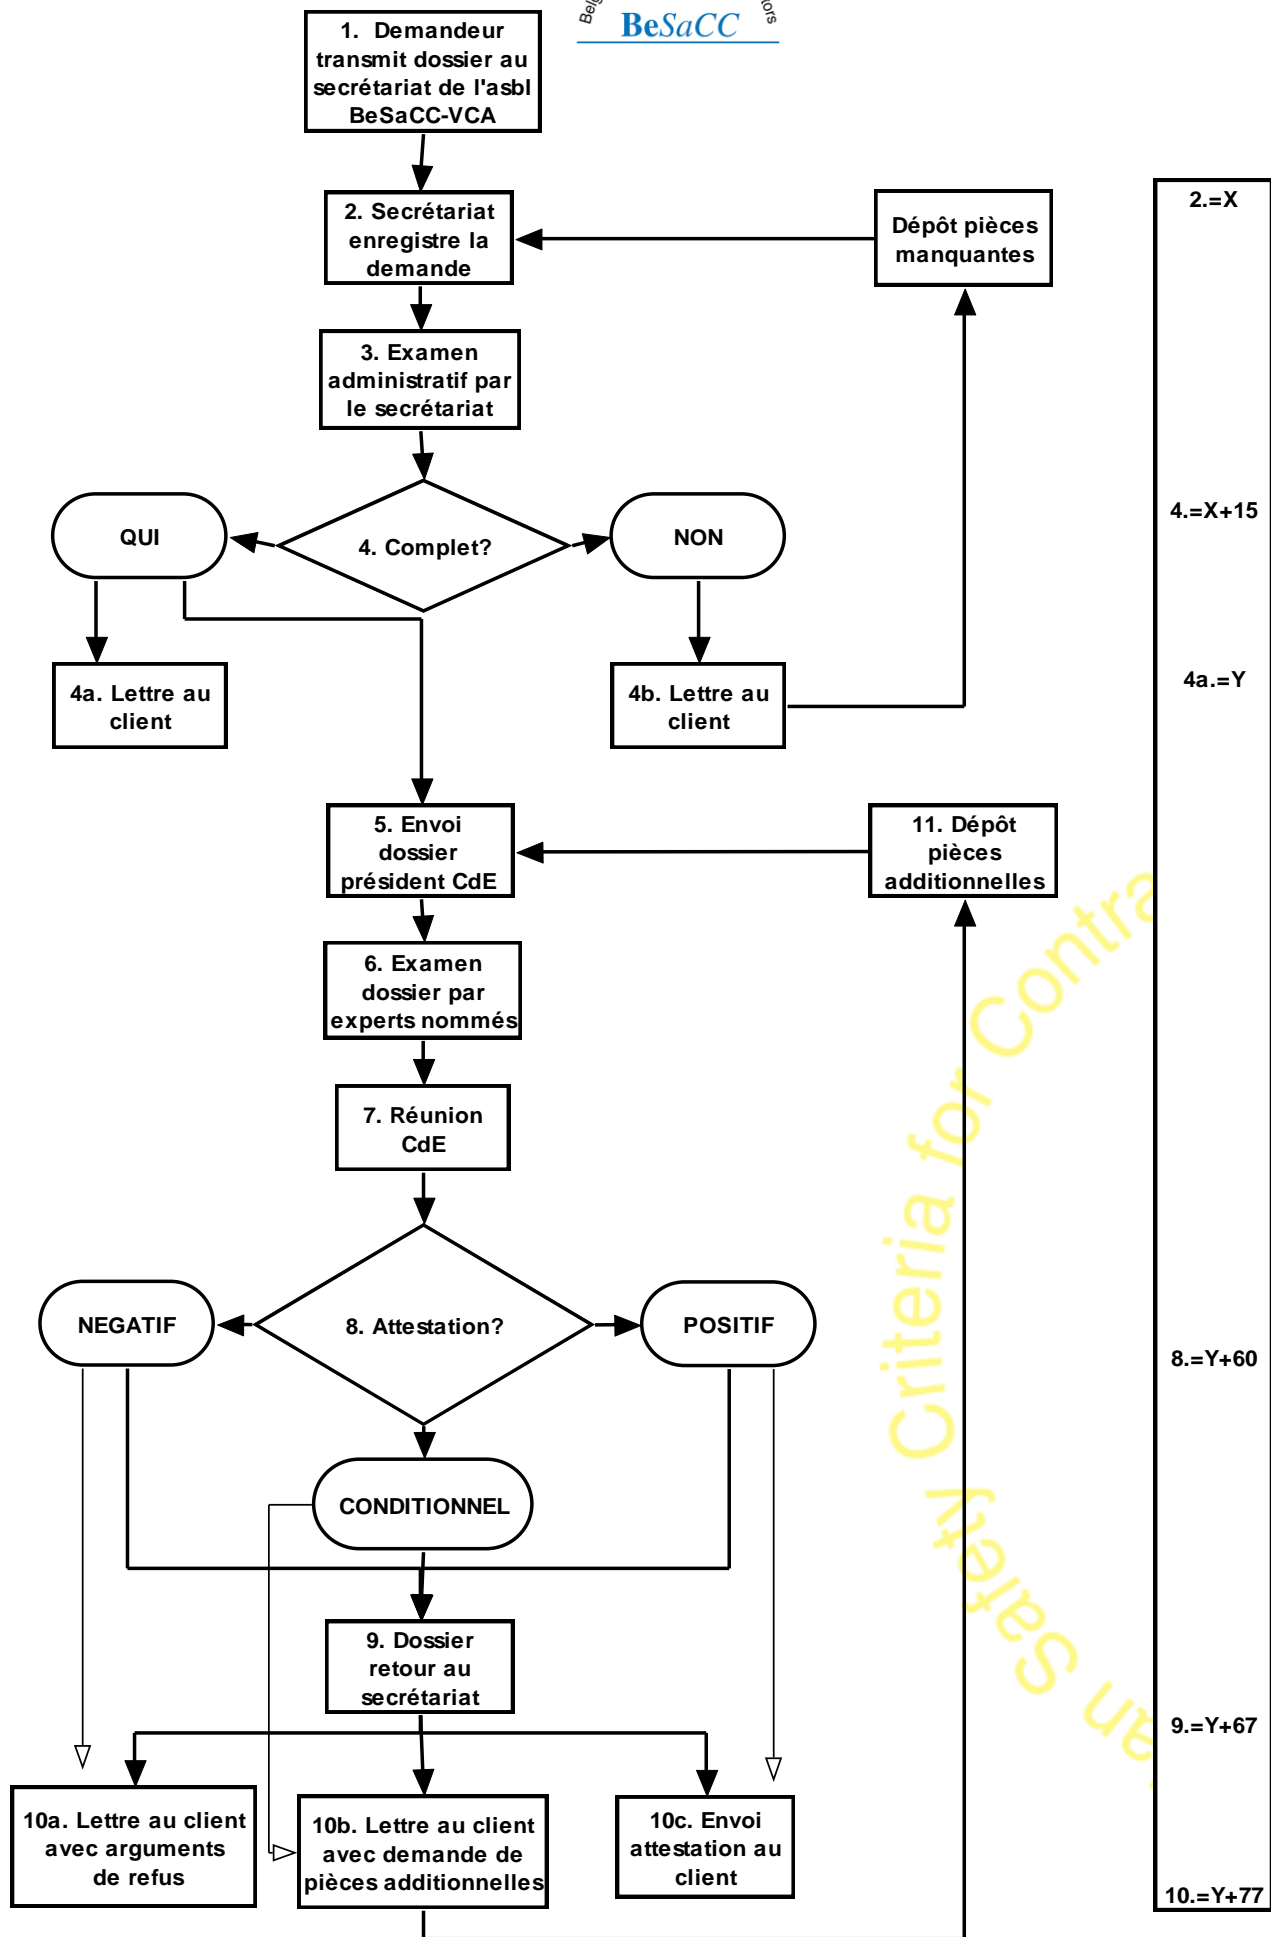 BeSaCC
1. Demandeur
transmit dossier au
secrétariat de l'asbl
BeSaCC-VCA
2. Secrétariat
enregistre la
demande
Dépôt pièces
manquantes
2.=X
3. Examen
administratif par
le secrétariat
QUI
4. Complet?
NON
4.=X+15
4a. Lettre au
client
4b. Lettre au
client
4a.=Y
5. Envoi
dossier
président CdE
11. Dépôt
pièces
additionnelles
6. Examen
dossier par
experts nommés
7. Réunion
CdE
NEGATIF
8. Attestation?
POSITIF
8.=Y+60
CONDITIONNEL
9. Dossier
retour au
secrétariat
9.=Y+67
10a. Lettre au client
avec arguments
de refus
10b. Lettre au client
avec demande de
pièces additionnelles
10c. Envoi
attestation au
client
10.=Y+77
Safety Criteria for